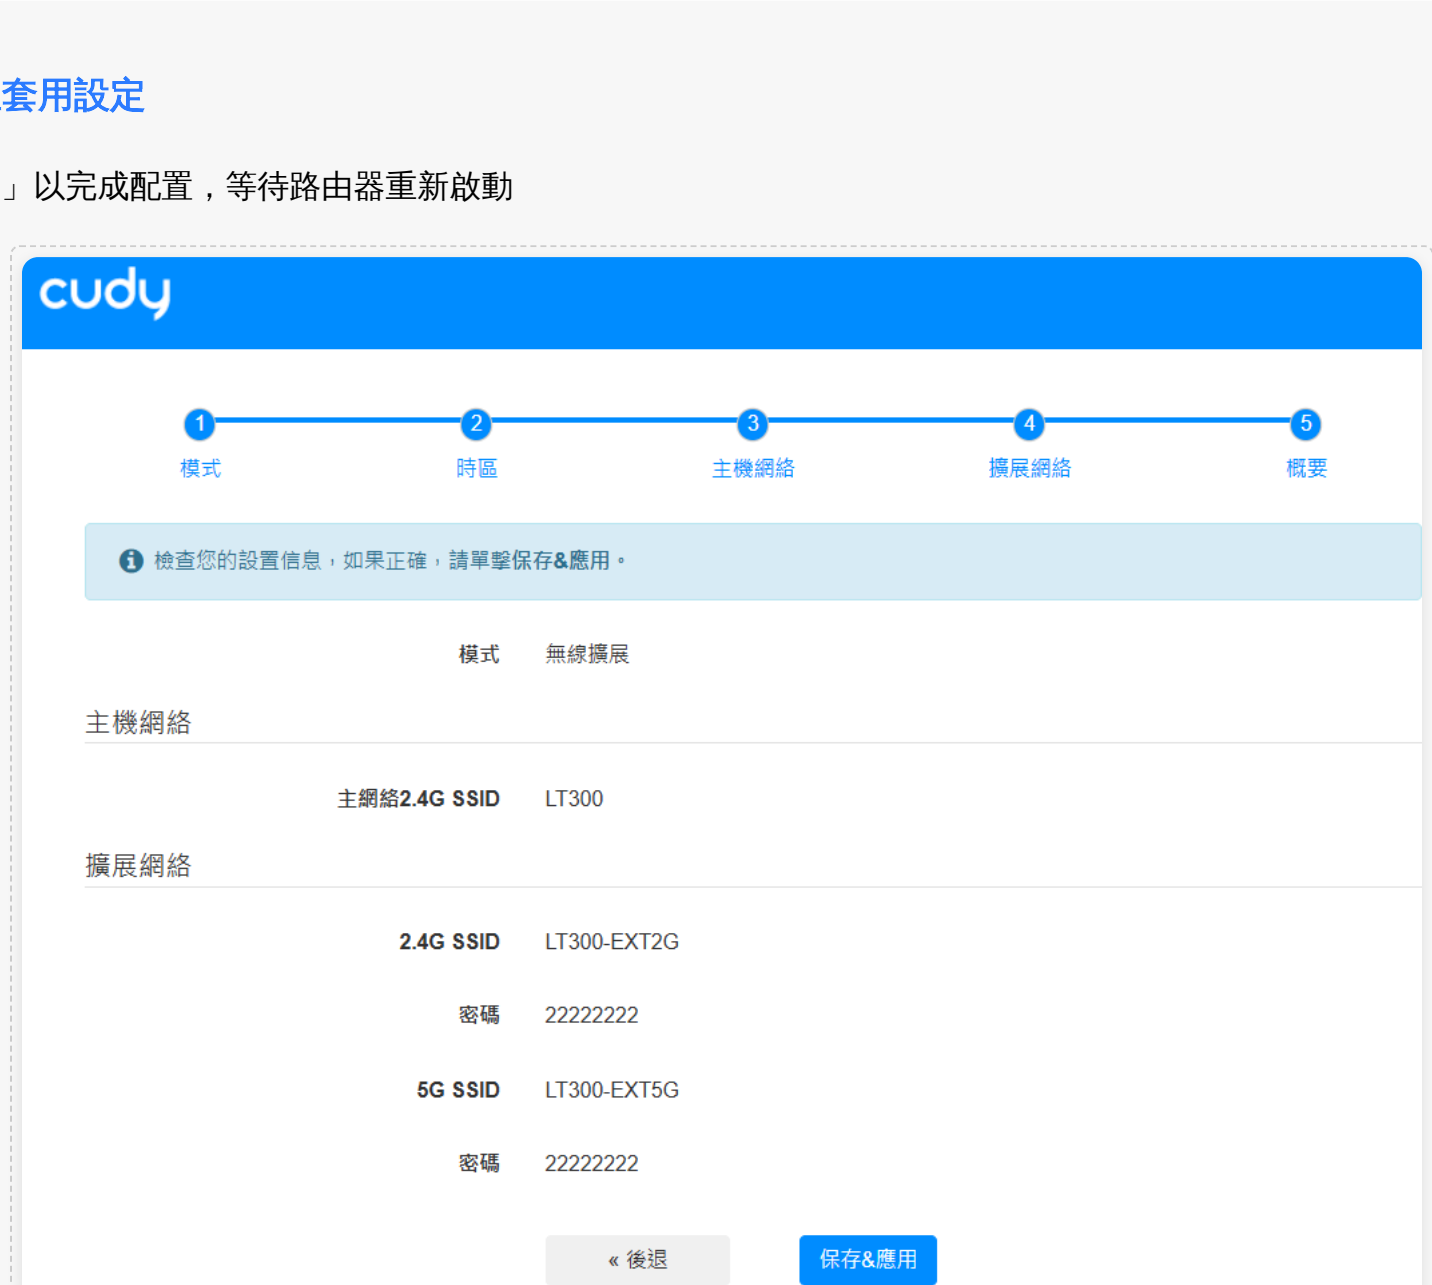 套用設定
」以完成配置，等待路由器重新啟動
cudy
1 2 3 4 5
模式 時區 主機網絡 擴展網絡 概要
檢查您的設置信息，如果正確，請單擊保存&應用。
模式 無線擴展
主機網絡
主網絡2.4G SSID LT300
擴展網絡
2.4G SSID LT300-EXT2G
密碼 22222222
5G SSID LT300-EXT5G
密碼 22222222
« 後退 保存&應用